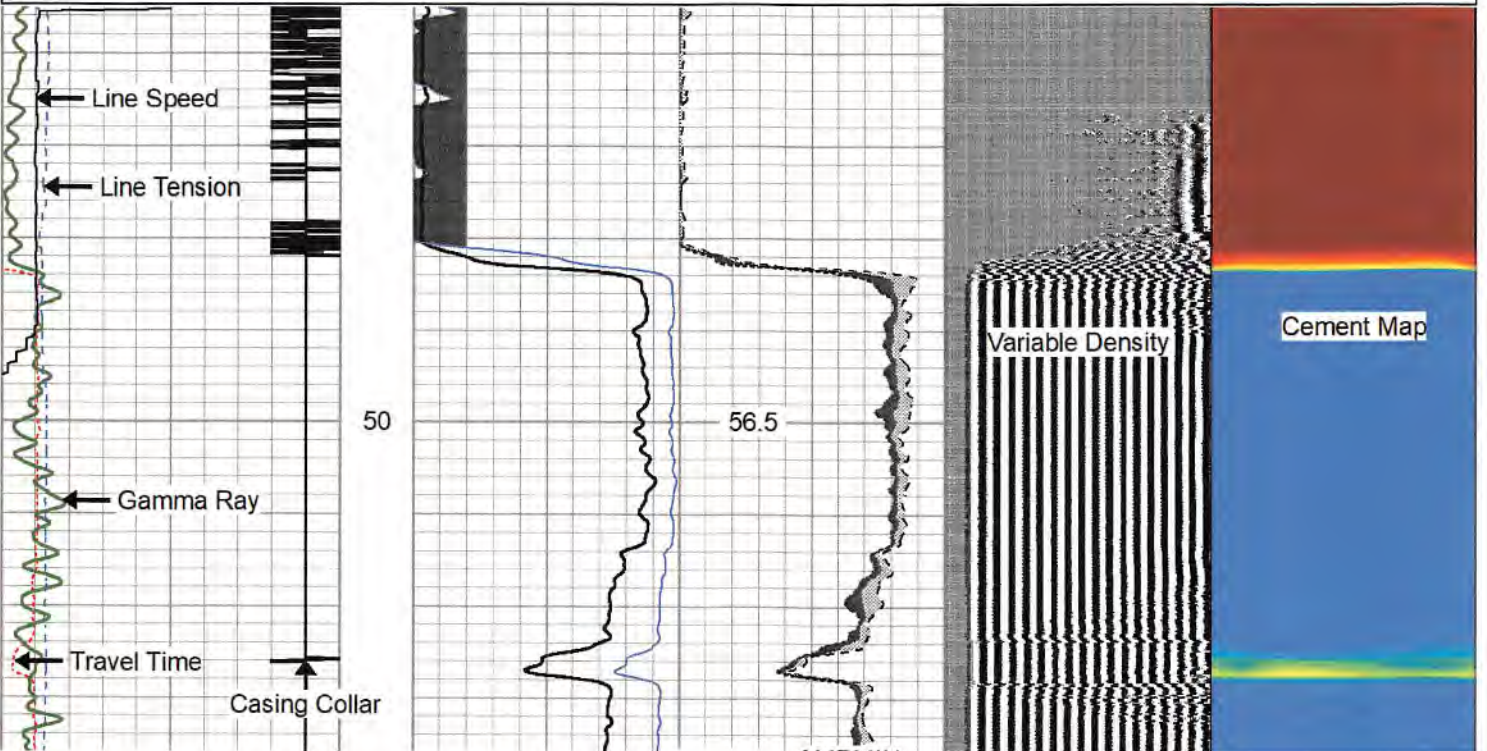 Line Speed
Line Tension
Variable Density
Cement Map
50
56.5
Gamma Ray
Travel Time
Casing Collar